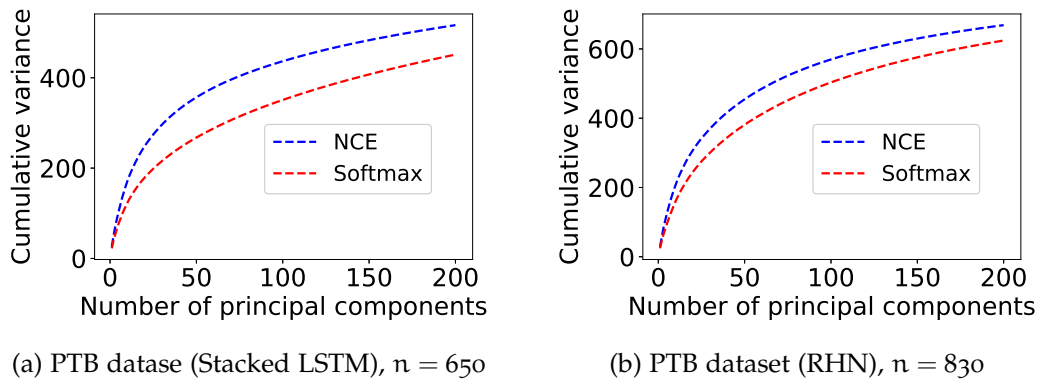 Cumulative variance
400
200
0
NCE
Softmax
0 50 100 150 200
Number of principal components
(a) PTB datase (Stacked LSTM), n = 650
Cumulative variance
600
400
200
0
NCE
Softmax
0 50 100 150 200
Number of principal components
(b) PTB dataset (RHN), n = 830